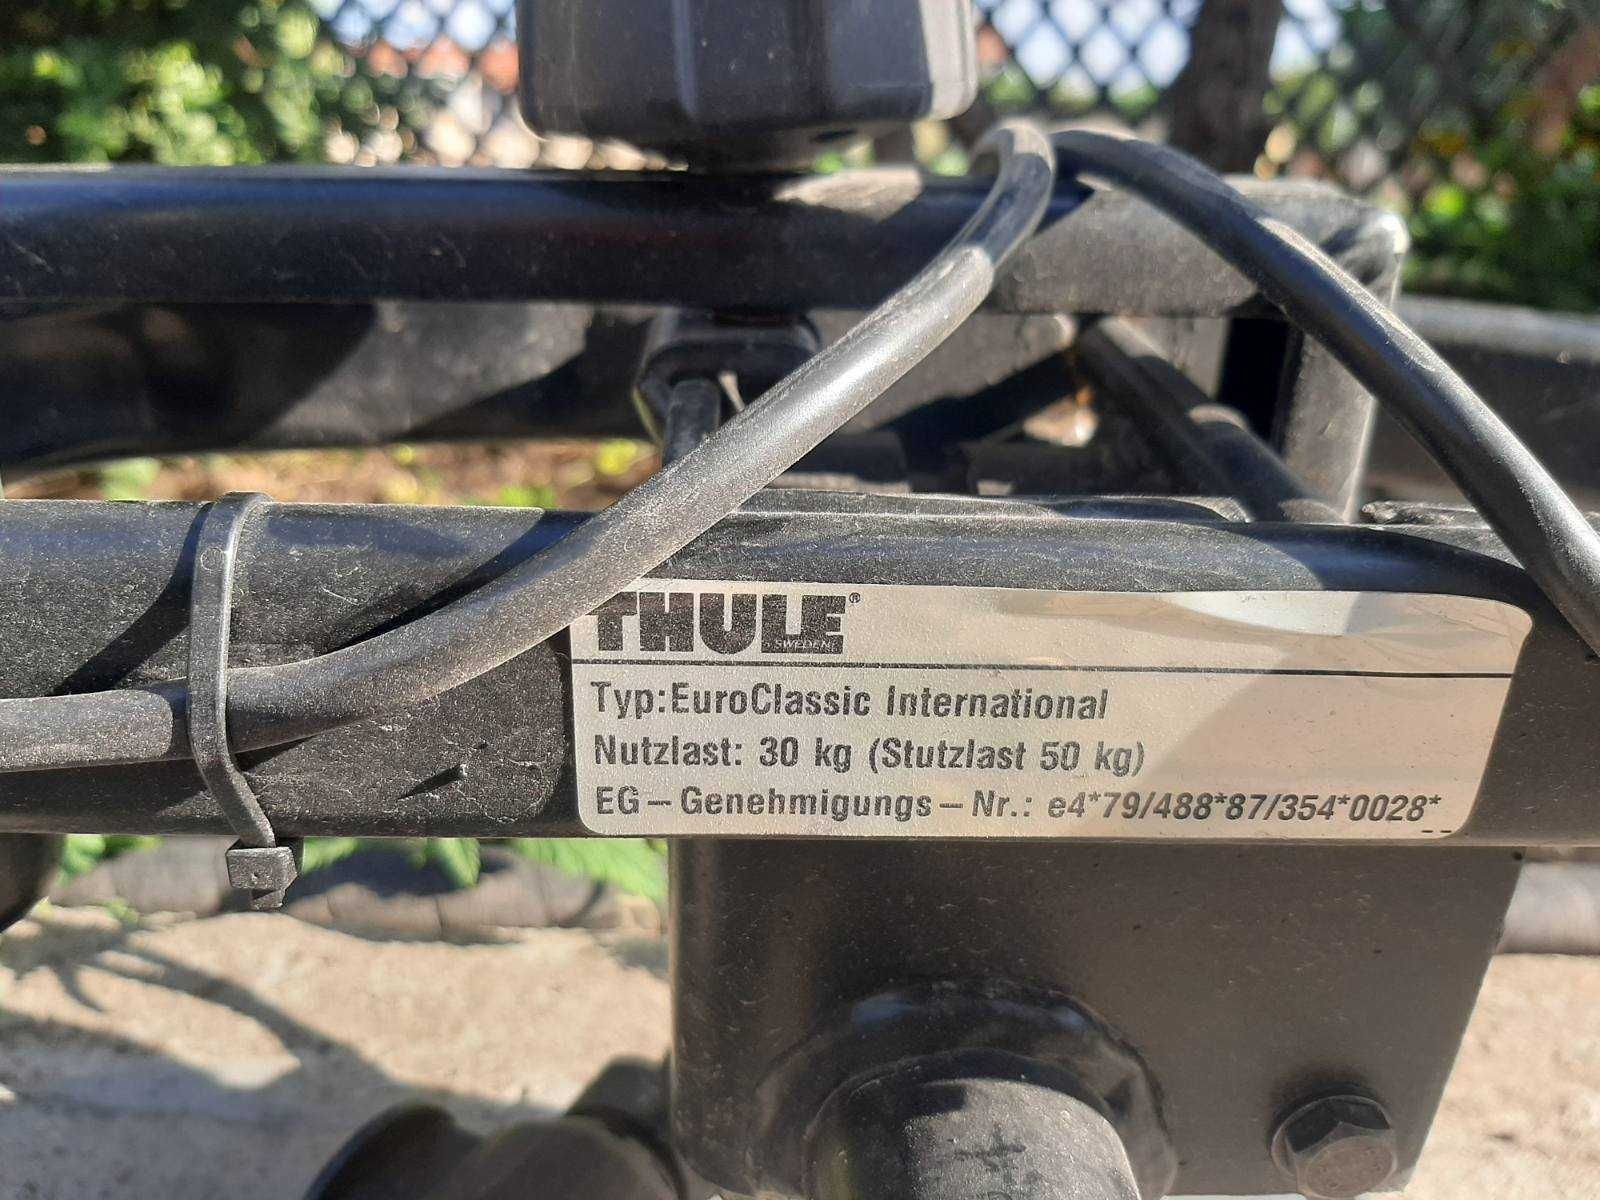 THULE®
SWEDEN
Typ:EuroClassic International
Nutzlast: 30 kg (Stutzlast 50 kg)
EG – Genehmigungs – Nr.: e4*79/488*87/354*0028*